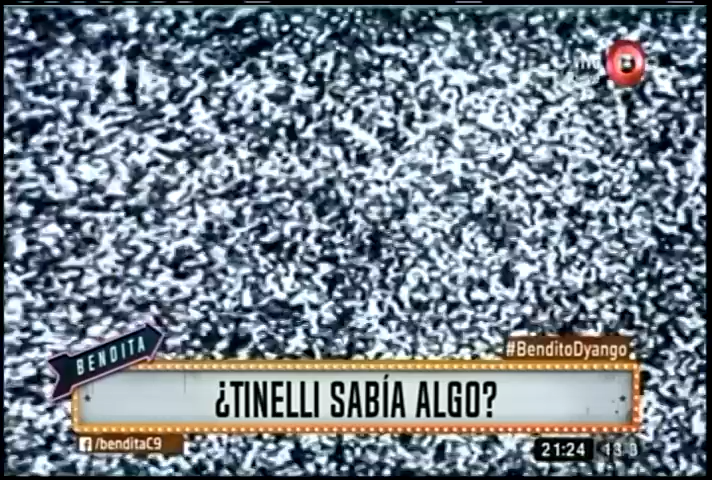 BENDITA
#BenditoDyango
¿TINELLI SABÍA ALGO?
f/benditaC9
21:24